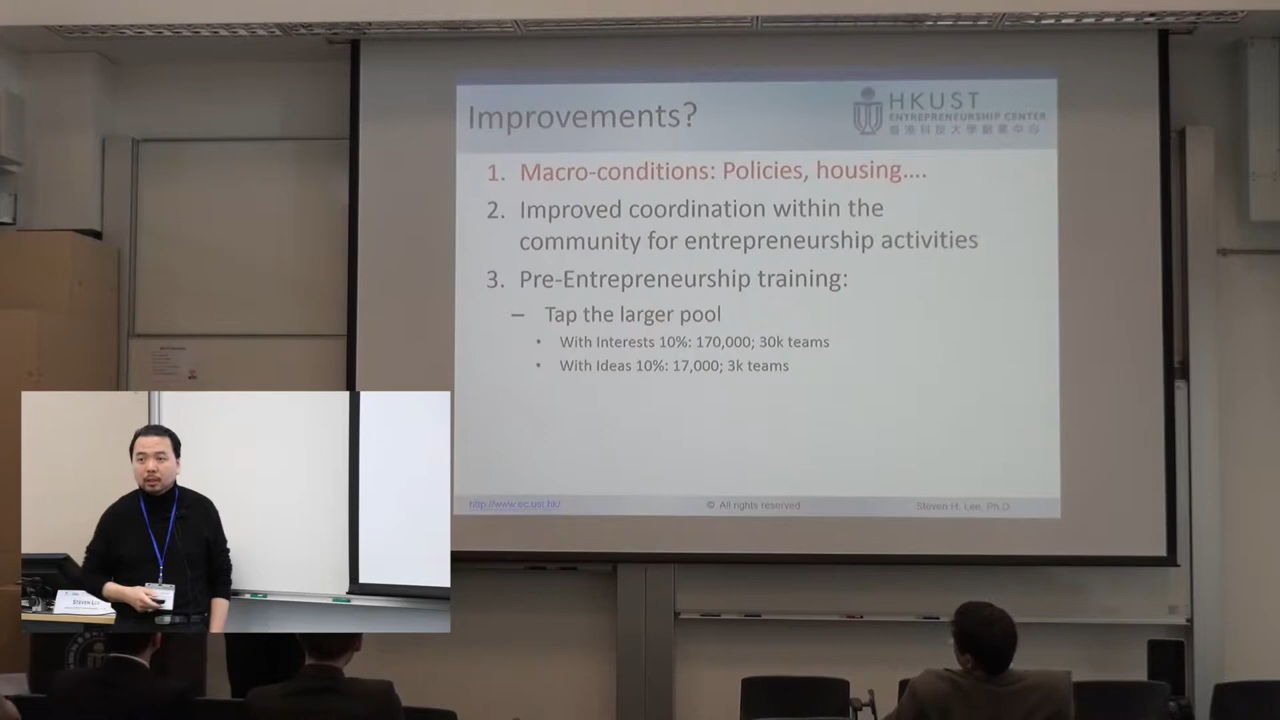 Improvements?
HKUST
ENTREPRENEURSHIP CENTER
香港科技大學創業中心
1. Macro-conditions: Policies, housing....
2. Improved coordination within the
community for entrepreneurship activities
3. Pre-Entrepreneurship training:
– Tap the larger pool
• With Interests 10%: 170,000; 30k teams
• With Ideas 10%: 17,000; 3k teams
http://www.ec.ust.hk/
© All rights reserved
Steven H. Lee, Ph.D
STEVEN LEE